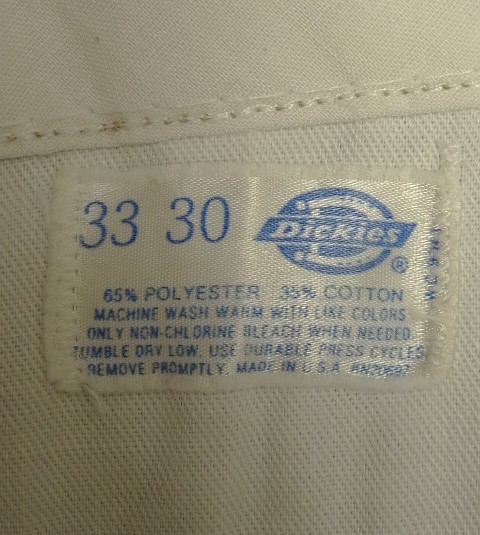 33 30
Dickies ®
65% POLYESTER 35% COTTON
MACHINE WASH WARM WITH LIKE COLORS
ONLY NON-CHLORINE BLEACH WHEN NEEDED
TUMBLE DRY LOW. USE DURABLE PRESS CYCLES
REMOVE PROMPTLY. MADE IN U.S.A. RN20697